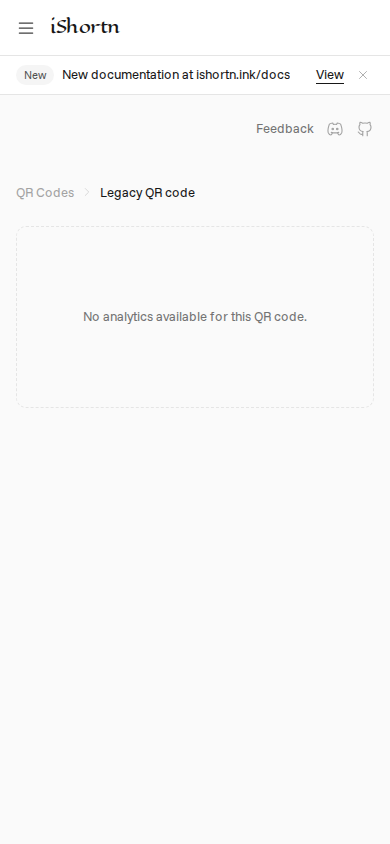 iShortn
New New documentation at ishortn.ink/docs View
Feedback
QR Codes Legacy QR code
No analytics available for this QR code.